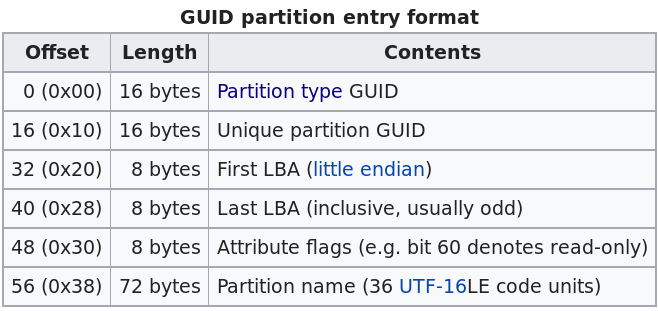 GUID partition entry format
Offset Length Contents
0 (0x00) 16 bytes Partition type GUID
16 (0x10) 16 bytes Unique partition GUID
32 (0x20) 8 bytes First LBA (little endian)
40 (0x28) 8 bytes Last LBA (inclusive, usually odd)
48 (0x30) 8 bytes Attribute flags (e.g. bit 60 denotes read-only)
56 (0x38) 72 bytes Partition name (36 UTF-16LE code units)